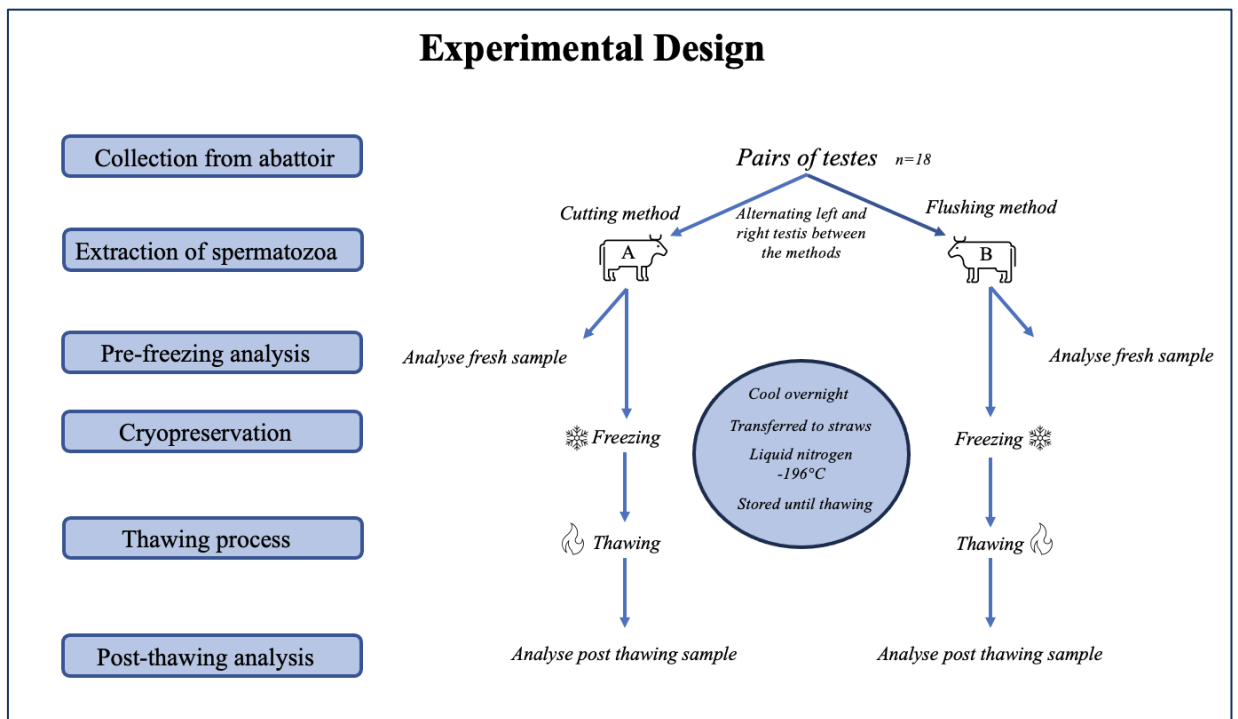 Experimental Design
Collection from abattoir
Pairs of testes n=18
Extraction of spermatozoa
Cutting method
Alternating left and
right testis between
the methods
Flushing method
A
B
Pre-freezing analysis
Analyse fresh sample
Analyse fresh sample
Cryopreservation
Freezing
Cool overnight
Transferred to straws
Liquid nitrogen
-196°C
Stored until thawing
Freezing
Thawing process
Thawing
Thawing
Post-thawing analysis
Analyse post thawing sample
Analyse post thawing sample